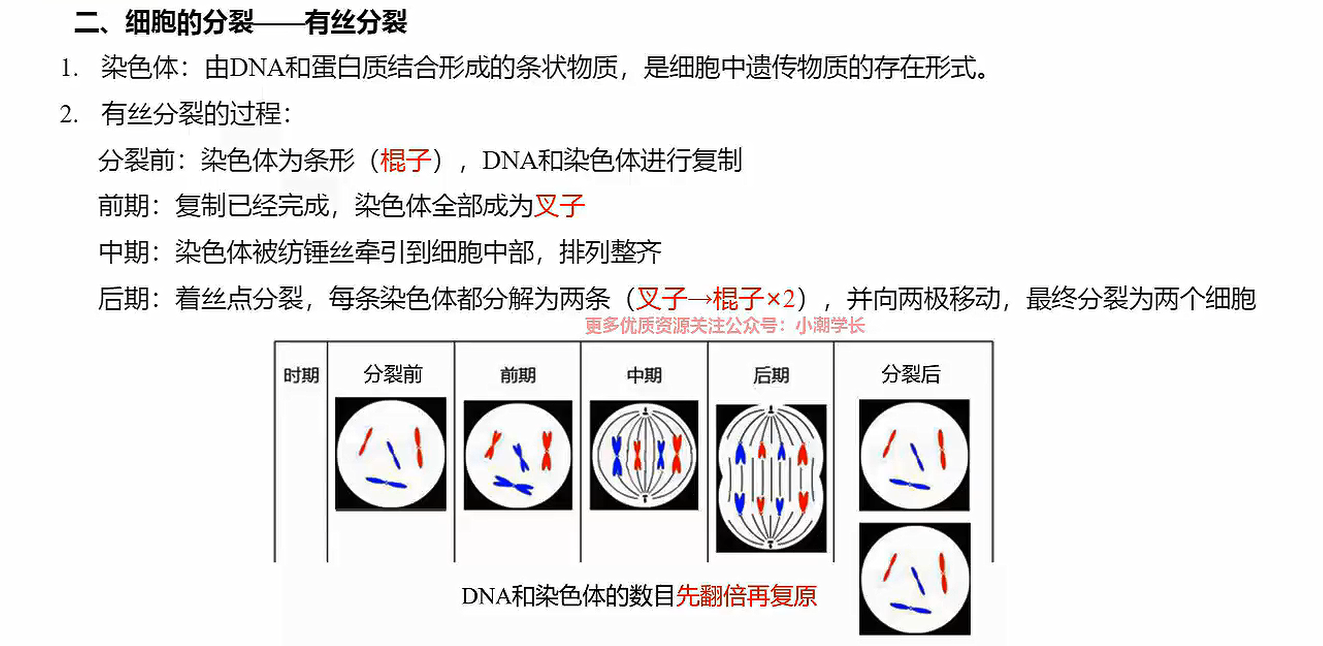 二、细胞的分裂——有丝分裂
1. 染色体：由DNA和蛋白质结合形成的条状物质，是细胞中遗传物质的存在形式。
2. 有丝分裂的过程：
分裂前：染色体为条形（棍子），DNA和染色体进行复制
前期：复制已经完成，染色体全部成为叉子
中期：染色体被纺锤丝牵引到细胞中部，排列整齐
后期：着丝点分裂，每条染色体都分解为两条（叉子→棍子×2），并向两极移动，最终分裂为两个细胞
更多优质资源关注公众号：小潮学长
时期 分裂前 前期 中期 后期 分裂后
DNA和染色体的数目先翻倍再复原